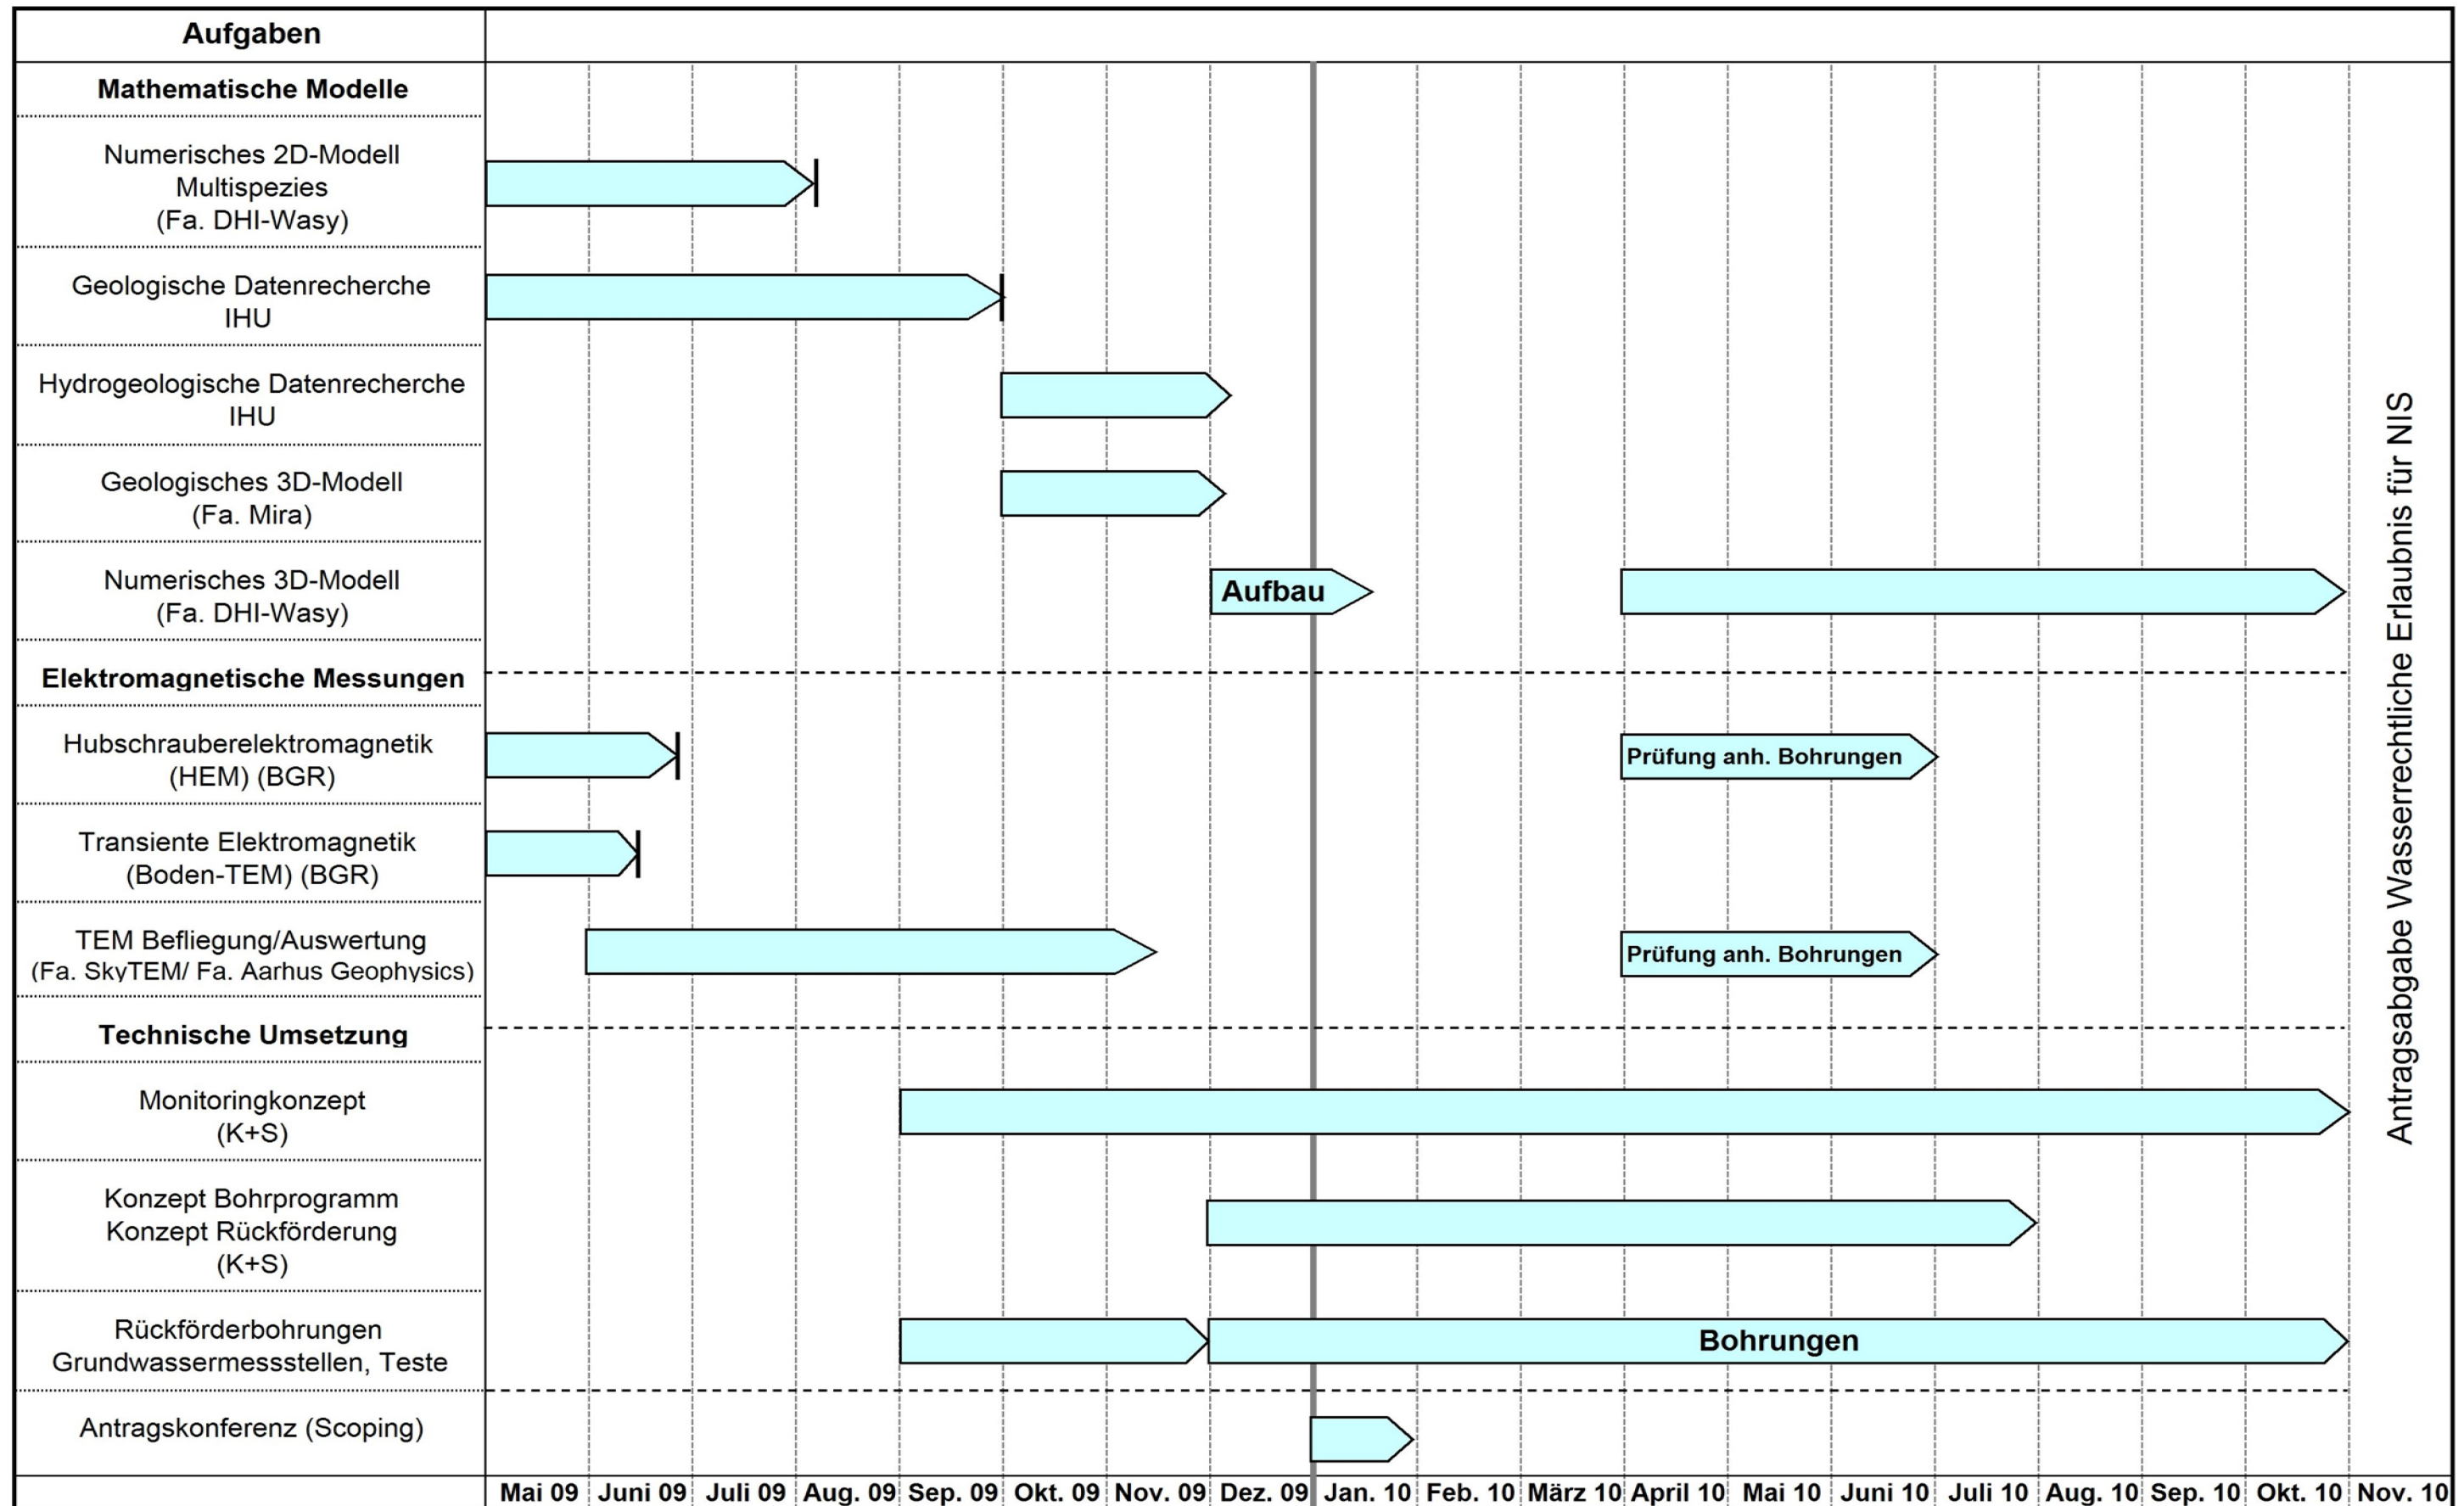 Aufgaben
Mathematische Modelle
Numerisches 2D-Modell
Multispezies
(Fa. DHI-Wasy)
Geologische Datenrecherche
IHU
Hydrogeologische Datenrecherche
IHU
Geologisches 3D-Modell
(Fa. Mira)
Numerisches 3D-Modell
(Fa. DHI-Wasy)
Aufbau
Elektromagnetische Messungen
Hubschrauberelektromagnetik
(HEM) (BGR)
Prüfung anh. Bohrungen
Transiente Elektromagnetik
(Boden-TEM) (BGR)
TEM Befliegung/Auswertung
(Fa. SkyTEM/ Fa. Aarhus Geophysics)
Prüfung anh. Bohrungen
Technische Umsetzung
Monitoringkonzept
(K+S)
Konzept Bohrprogramm
Konzept Rückförderung
(K+S)
Rückförderbohrungen
Grundwassermessstellen, Teste
Bohrungen
Antragskonferenz (Scoping)
Antragsabgabe Wasserrechtliche Erlaubnis für NIS
Mai 09 Juni 09 Juli 09 Aug. 09 Sep. 09 Okt. 09 Nov. 09 Dez. 09 Jan. 10 Feb. 10 März 10 April 10 Mai 10 Juni 10 Juli 10 Aug. 10 Sep. 10 Okt. 10 Nov. 10